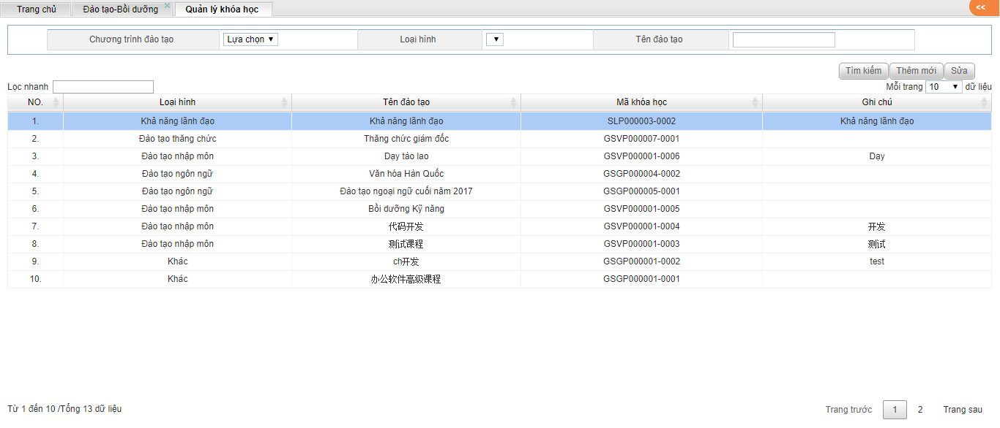 Trang chủ Đào tạo-Bồi dưỡng Quản lý khóa học <<
Chương trình đào tạo Lựa chọn Loại hình Tên đào tạo
Tìm kiếm Thêm mới Sửa
Lọc nhanh Mỗi trang 10 dữ liệu
NO. Loại hình Tên đào tạo Mã khóa học Ghi chú
1. Khả năng lãnh đạo Khả năng lãnh đạo SLP000003-0002 Khả năng lãnh đạo
2. Đào tạo thăng chức Thăng chức giám đốc GSVP000007-0001
3. Đào tạo nhập môn Dạy tào lao GSVP000001-0006 Dạy
4. Đào tạo ngôn ngữ Văn hóa Hàn Quốc GSGP000004-0002
5. Đào tạo ngôn ngữ Đào tạo ngoại ngữ cuối năm 2017 GSGP000005-0001
6. Đào tạo nhập môn Bồi dưỡng Kỹ năng GSVP000001-0005
7. Đào tạo nhập môn 代码开发 GSVP000001-0004 开发
8. Đào tạo nhập môn 测试课程 GSVP000001-0003 测试
9. Khác ch开发 GSGP000001-0002 test
10. Khác 办公软件高级课程 GSGP000001-0001
Từ 1 đến 10 /Tổng 13 dữ liệu Trang trước 1 2 Trang sau